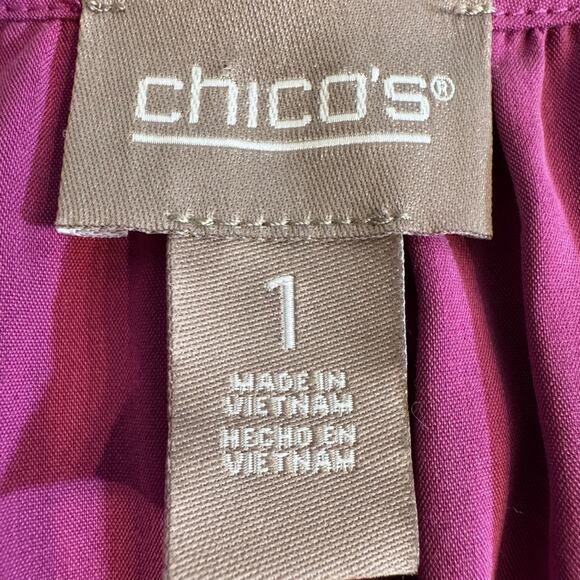 chico's®
1
MADE IN
VIETNAM
HECHO EN
VIETNAM